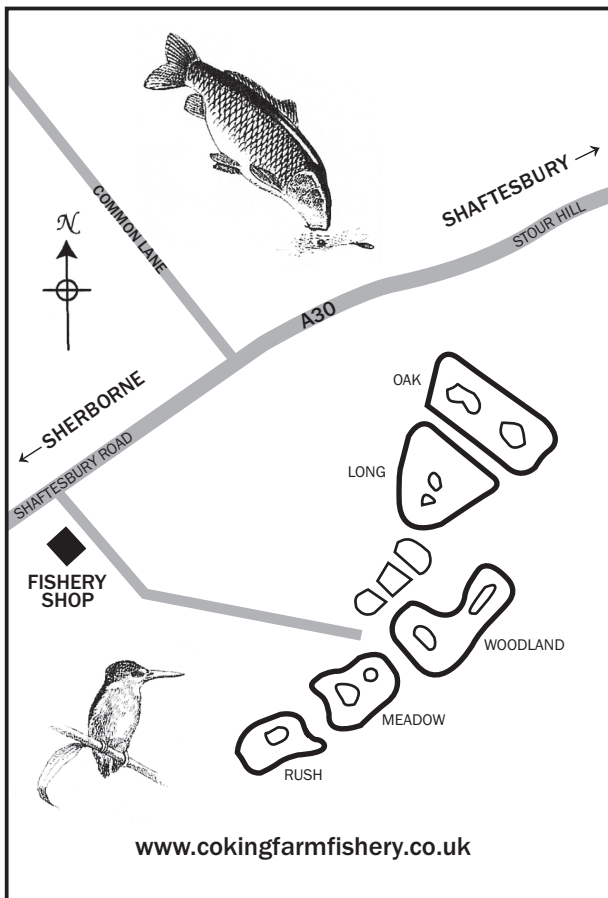 COMMON LANE
N
SHAFTESBURY
STOUR HILL
A30
SHERBORNE
SHAFTESBURY ROAD
OAK
LONG
FISHERY
SHOP
WOODLAND
MEADOW
RUSH
www.cokingfarmfishery.co.uk